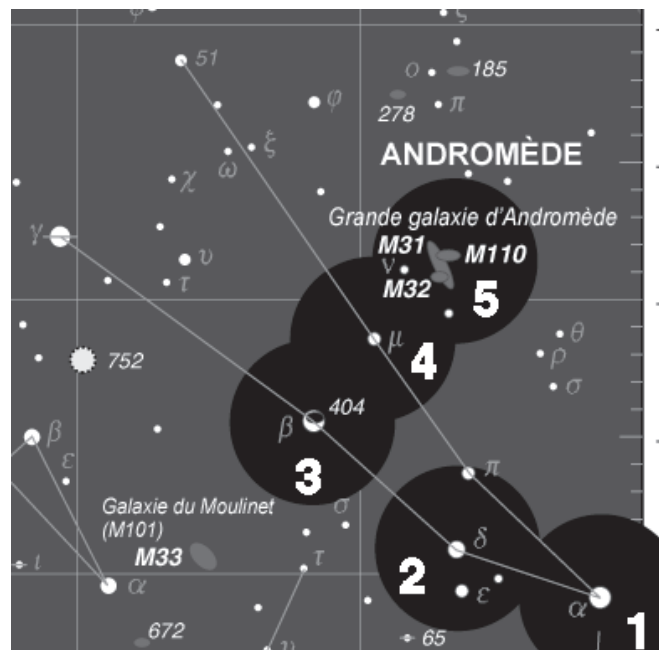 φ
ζ
51
ο
185
π
278
φ
ξ
ω
ANDROMÈDE
χ
Grande galaxie d'Andromède
M31
M110
γ
υ
ν
M32
τ
5
θ
μ
ρ
752
4
σ
404
β
β
3
ε
π
Galaxie du Moulinet
(M101)
σ
M33
δ
τ
2
ι
α
ε
α
1
672
υ
65